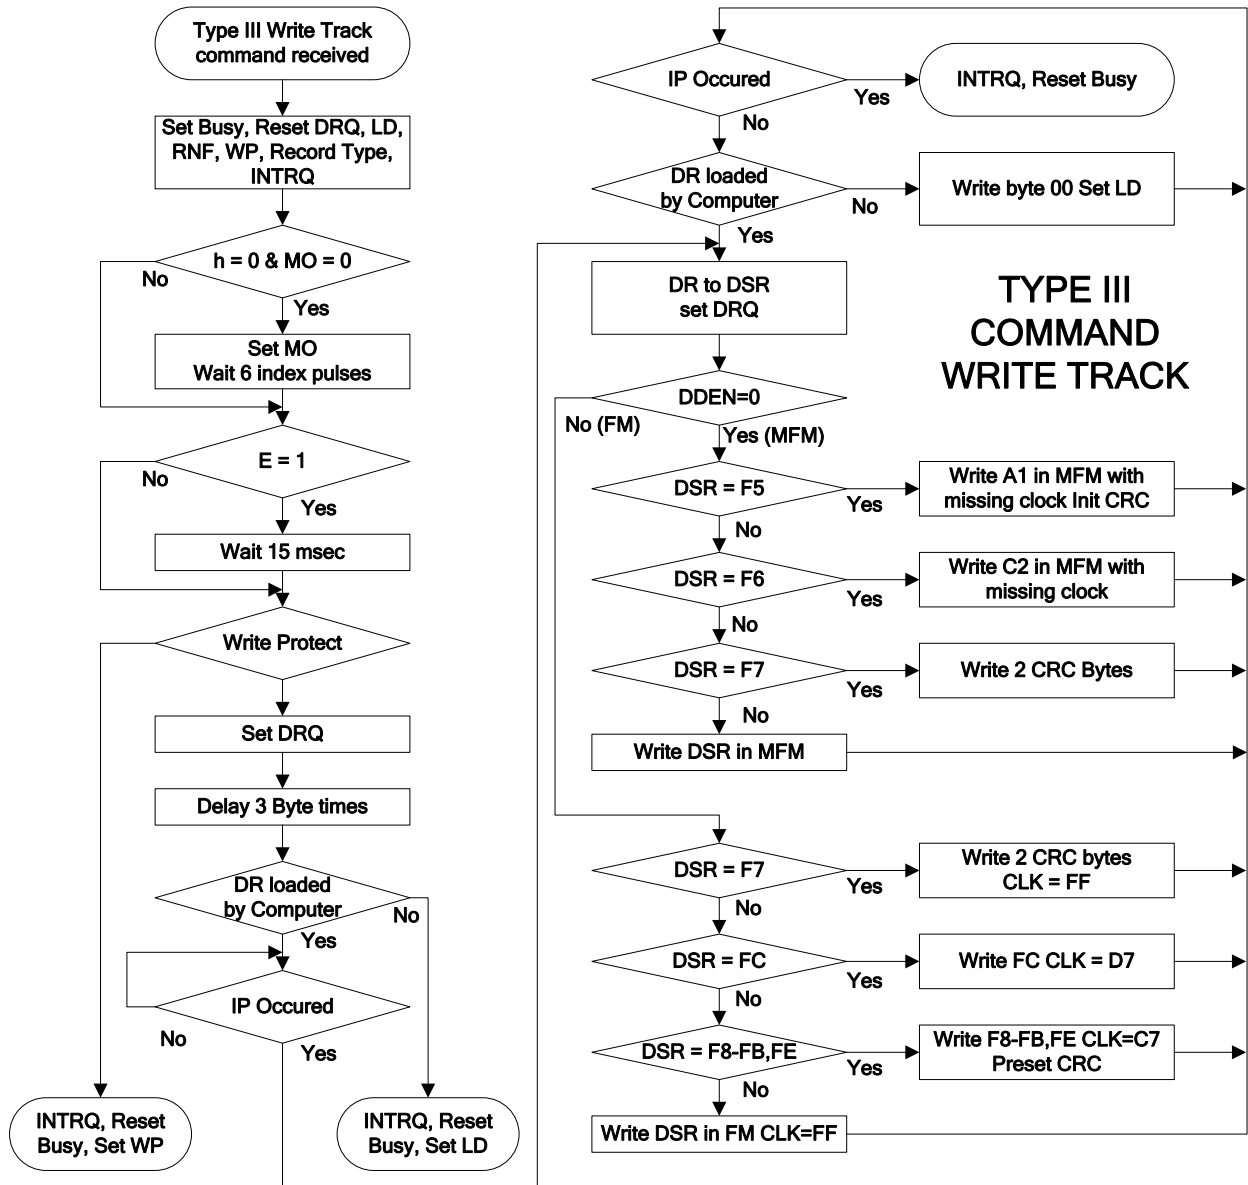 Type III Write Track
command received
Set Busy, Reset DRQ, LD,
RNF, WP, Record Type,
INTRQ
h = 0 & MO = 0
No
Yes
Set MO
Wait 6 index pulses
E = 1
No
Yes
Wait 15 msec
Write Protect
Set DRQ
Delay 3 Byte times
DR loaded
by Computer
No
Yes
IP Occured
No
Yes
INTRQ, Reset
Busy, Set WP
INTRQ, Reset
Busy, Set LD
IP Occured
Yes
INTRQ, Reset Busy
No
DR loaded
by Computer
No
Write byte 00 Set LD
Yes
DR to DSR
set DRQ
TYPE III
COMMAND
WRITE TRACK
DDEN=0
No (FM)
Yes (MFM)
DSR = F5
Yes
Write A1 in MFM with
missing clock Init CRC
No
DSR = F6
Yes
Write C2 in MFM with
missing clock
No
DSR = F7
Yes
Write 2 CRC Bytes
No
Write DSR in MFM
DSR = F7
Yes
Write 2 CRC bytes
CLK = FF
No
DSR = FC
Yes
Write FC CLK = D7
No
DSR = F8-FB,FE
Yes
Write F8-FB,FE CLK=C7
Preset CRC
No
Write DSR in FM CLK=FF